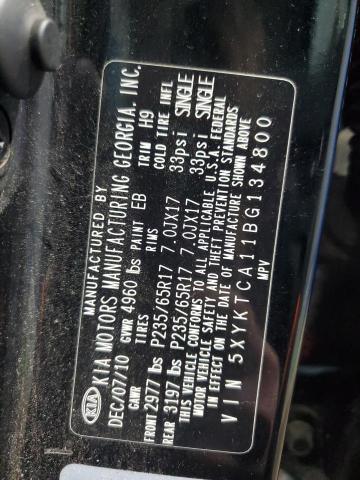 MANUFACTURED BY
KIA KIA MOTORS MANUFACTURING GEORGIA, INC.
DEC/07/10 GVWR 4960 lbs PAINT EB TRIM H9
GAWR TIRES RIMS COLD TIRE INFL
FRONT 2977 lbs P235/65R17 7.0JX17 33psi SINGLE
REAR 3197 lbs P235/65R17 7.0JX17 33psi SINGLE
THIS VEHICLE CONFORMS TO ALL APPLICABLE U.S.A. FEDERAL
MOTOR VEHICLE SAFETY AND THEFT PREVENTION STANDARDS
IN EFFECT ON THE DATE OF MANUFACTURE SHOWN ABOVE
VIN 5XYKTCA11BG134800
MPV